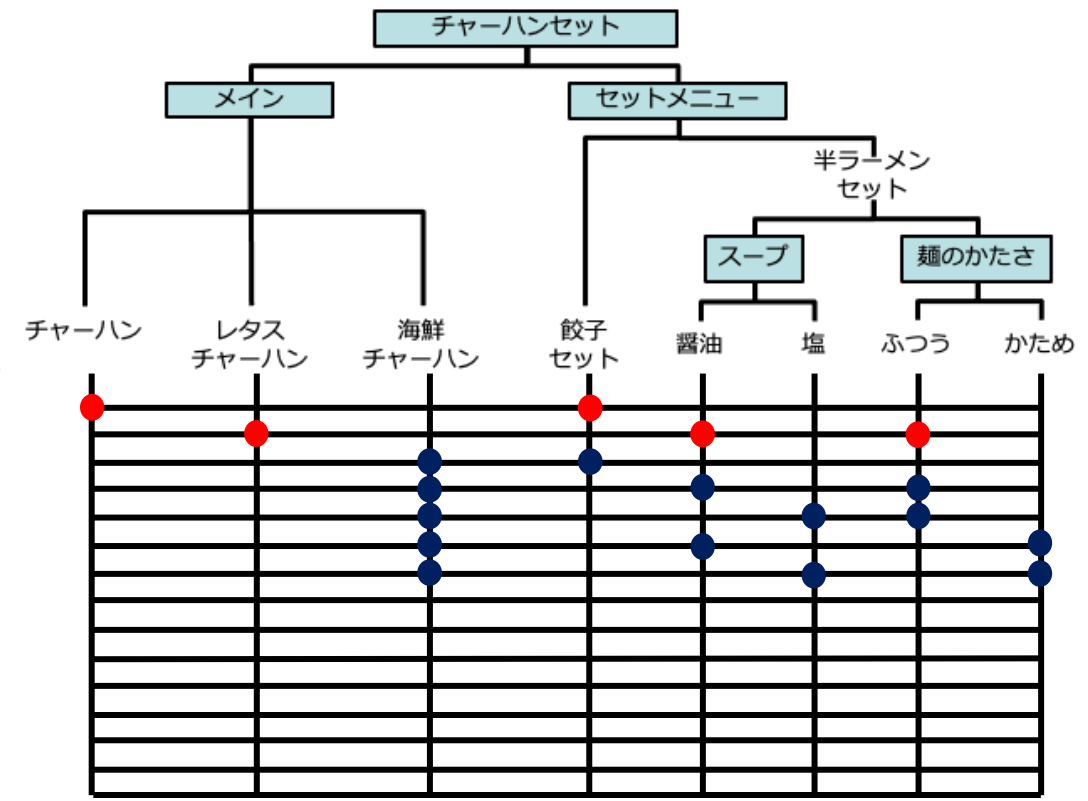 チャーハンセット
メイン
セットメニュー
半ラーメン
セット
スープ
麺のかたさ
チャーハン
レタス
チャーハン
海鮮
チャーハン
餃子
セット
醤油
塩
ふつう
かため